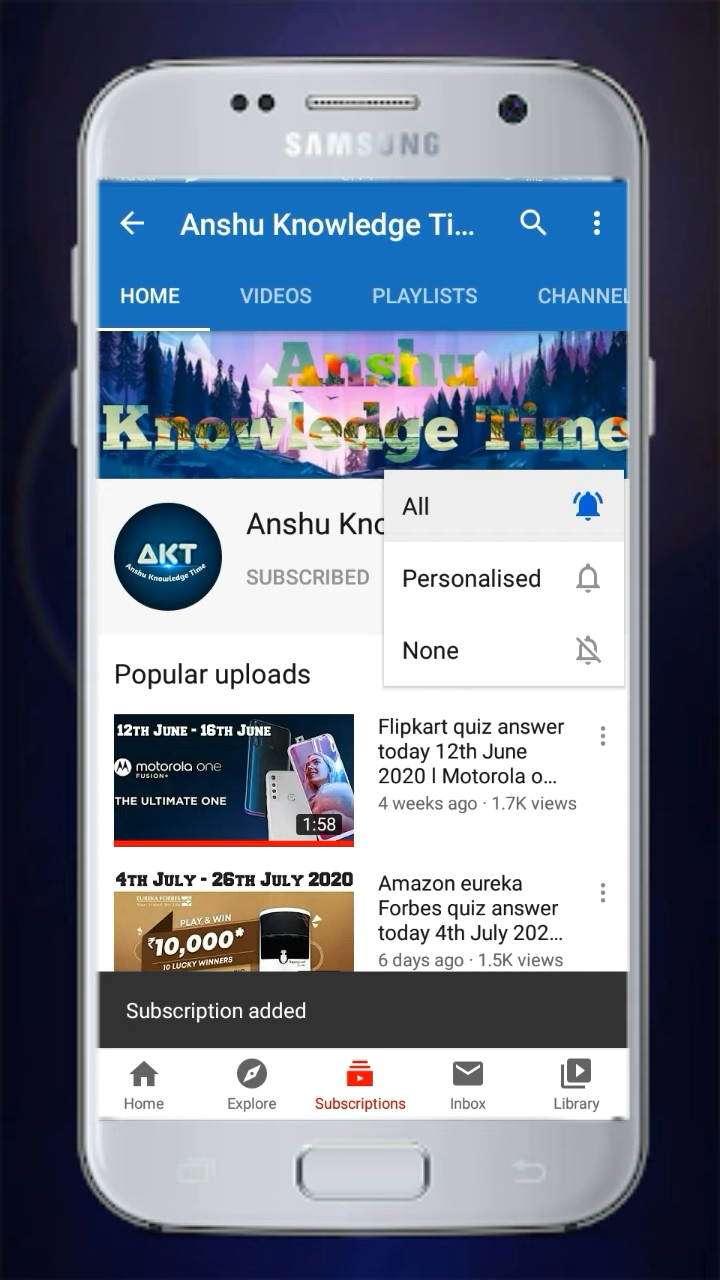 SAMSUNG
Anshu Knowledge Ti...
HOME VIDEOS PLAYLISTS CHANNEL
Anshu
Knowledge Time
AKT
Anshu Knowledge Time
Anshu Kno
SUBSCRIBED
All
Personalised
None
Popular uploads
12TH JUNE - 16TH JUNE
motorola one
FUSION+
THE ULTIMATE ONE
1:58
Flipkart quiz answer
today 12th June
2020 l Motorola o...
4 weeks ago · 1.7K views
4TH JULY - 26TH JULY 2020
EUREKA FORBES
PLAY & WIN
₹10,000*
10 LUCKY WINNERS
Amazon eureka
Forbes quiz answer
today 4th July 202...
6 days ago · 1.5K views
Subscription added
Home Explore Subscriptions Inbox Library